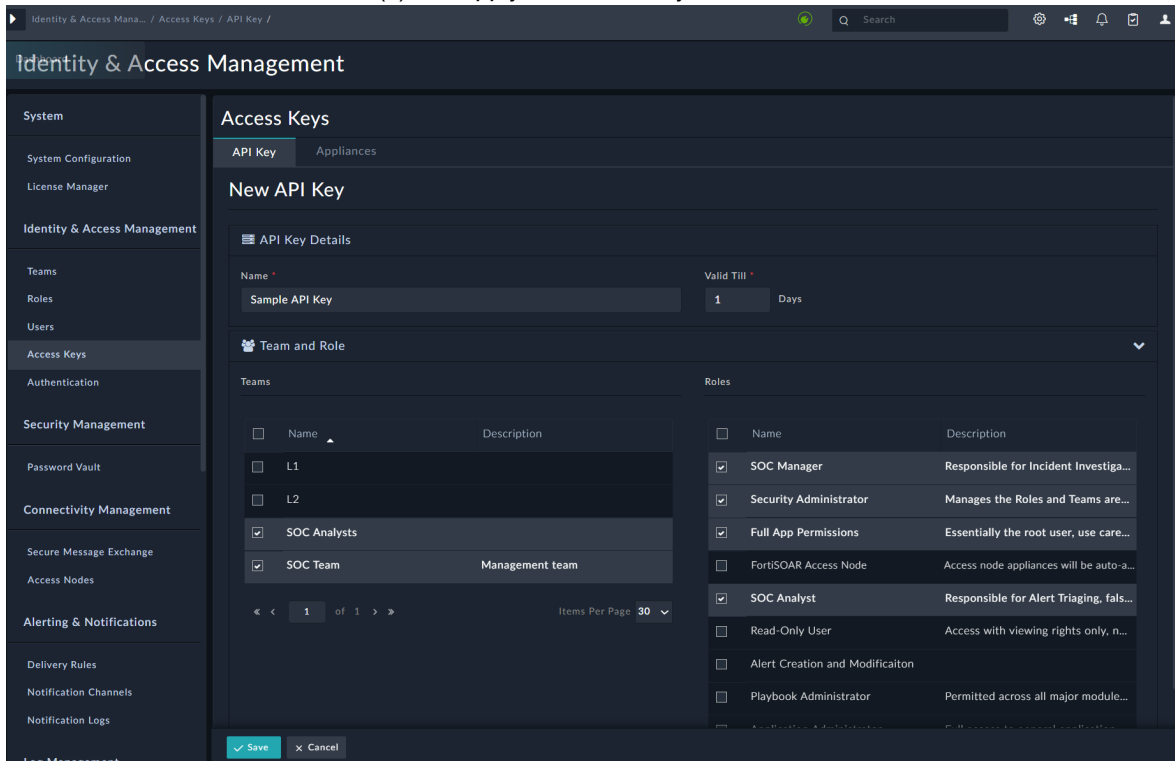 Identity & Access Mana... / Access Keys / API Key /
Search
Identity & Access Management
System
System Configuration
License Manager
Identity & Access Management
Teams
Roles
Users
Access Keys
Authentication
Security Management
Password Vault
Connectivity Management
Secure Message Exchange
Access Nodes
Alerting & Notifications
Delivery Rules
Notification Channels
Notification Logs
Access Keys
API Key Appliances
New API Key
API Key Details
Name * Valid Till *
Sample API Key 1 Days
Team and Role
Teams
Name Description
L1
L2
SOC Analysts
SOC Team Management team
1 of 1 Items Per Page 30
Roles
Name Description
SOC Manager Responsible for Incident Investiga...
Security Administrator Manages the Roles and Teams are...
Full App Permissions Essentially the root user, use care...
FortiSOAR Access Node Access node appliances will be auto-a...
SOC Analyst Responsible for Alert Triaging, fals...
Read-Only User Access with viewing rights only, n...
Alert Creation and Modificaiton
Playbook Administrator Permitted across all major module...
Save Cancel